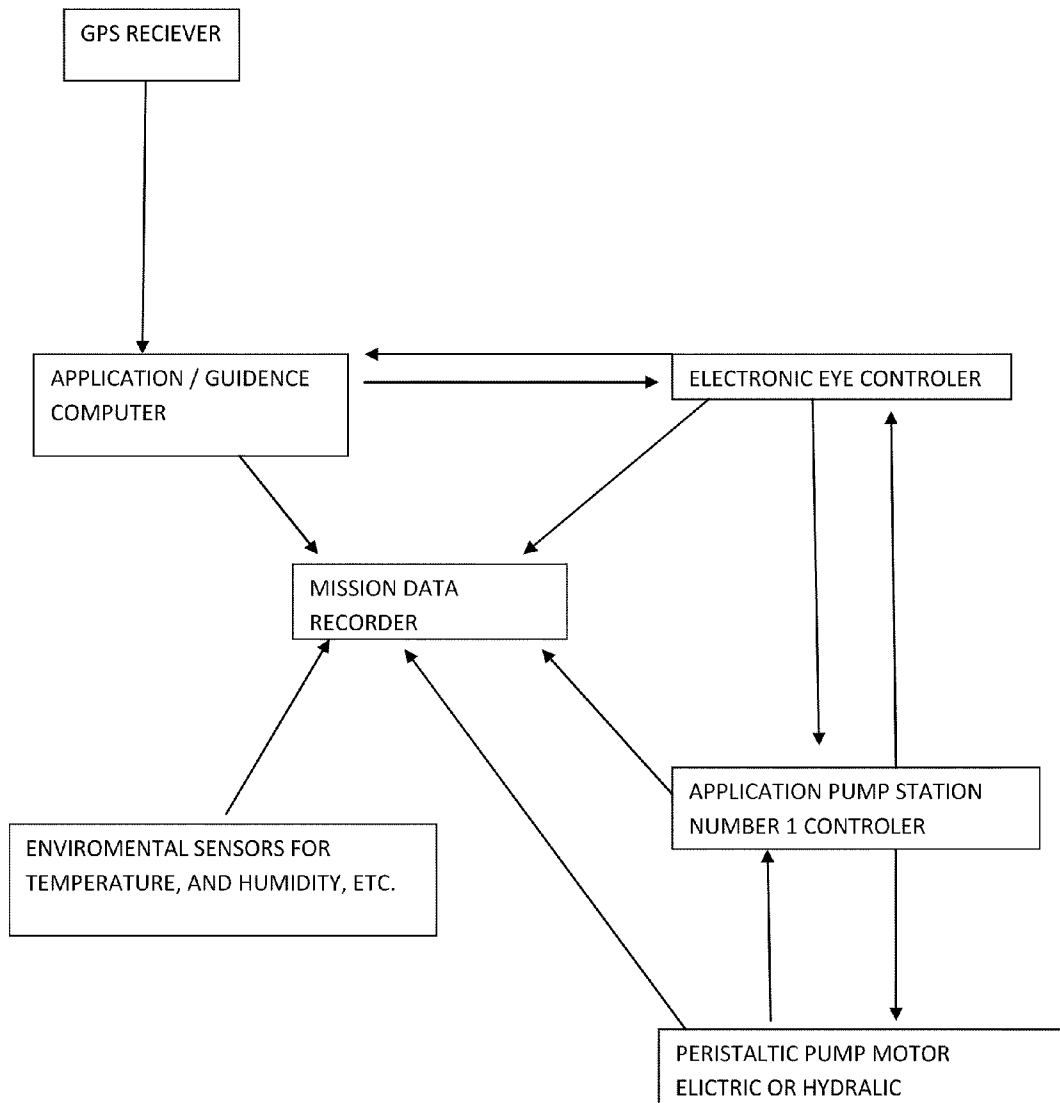 GPS RECIEVER
APPLICATION / GUIDENCE
COMPUTER
ELECTRONIC EYE CONTROLER
MISSION DATA
RECORDER
APPLICATION PUMP STATION
NUMBER 1 CONTROLER
ENVIROMENTAL SENSORS FOR
TEMPERATURE, AND HUMIDITY, ETC.
PERISTALTIC PUMP MOTOR
ELICTRIC OR HYDRALIC